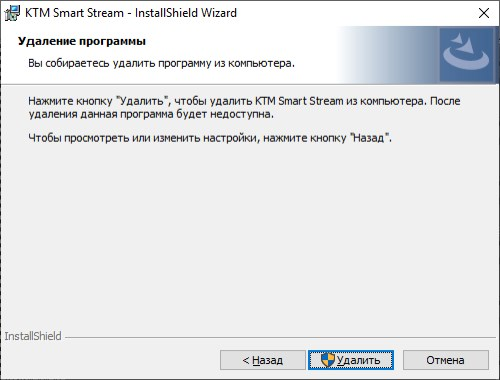 KTM Smart Stream - InstallShield Wizard
Удаление программы
Вы собираетесь удалить программу из компьютера.
Нажмите кнопку "Удалить", чтобы удалить KTM Smart Stream из компьютера. После
удаления данная программа будет недоступна.
Чтобы просмотреть или изменить настройки, нажмите кнопку "Назад".
InstallShield
< Назад
Удалить
Отмена